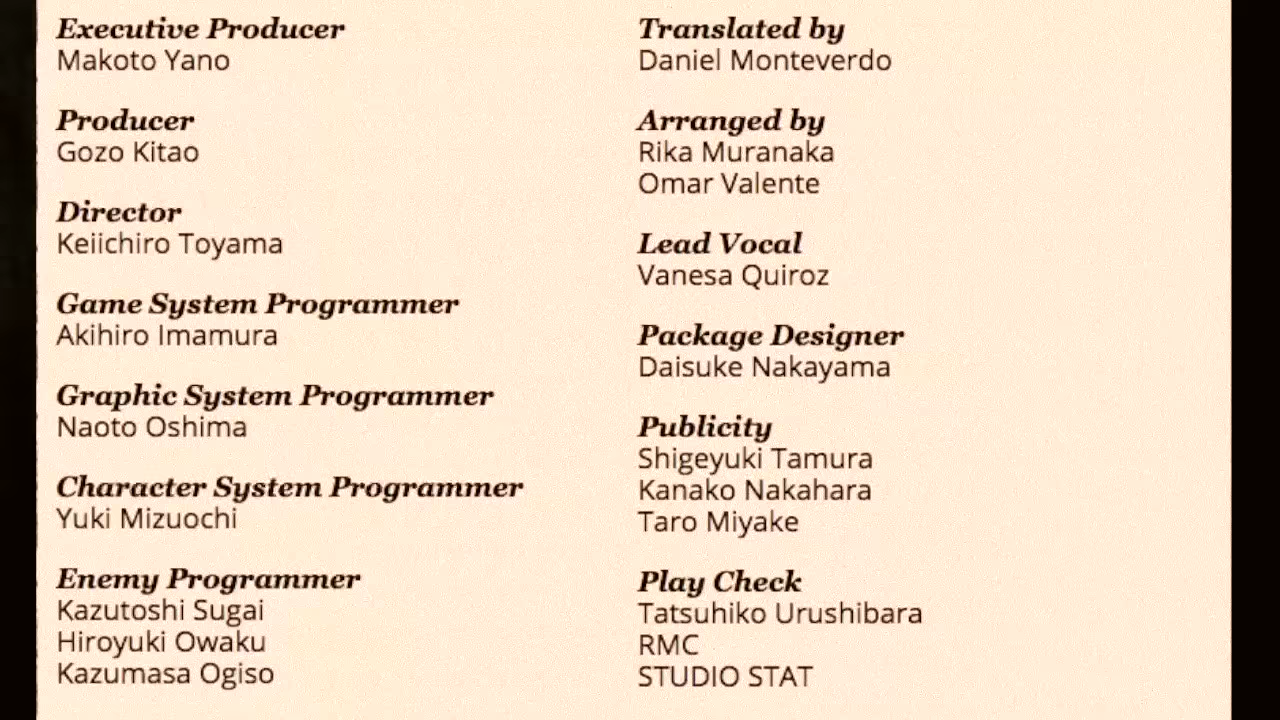 Executive Producer
Makoto Yano
Producer
Gozo Kitao
Director
Keiichiro Toyama
Game System Programmer
Akihiro Imamura
Graphic System Programmer
Naoto Oshima
Character System Programmer
Yuki Mizuochi
Enemy Programmer
Kazutoshi Sugai
Hiroyuki Owaku
Kazumasa Ogiso
Translated by
Daniel Monteverdo
Arranged by
Rika Muranaka
Omar Valente
Lead Vocal
Vanesa Quiroz
Package Designer
Daisuke Nakayama
Publicity
Shigeyuki Tamura
Kanako Nakahara
Taro Miyake
Play Check
Tatsuhiko Urushibara
RMC
STUDIO STAT